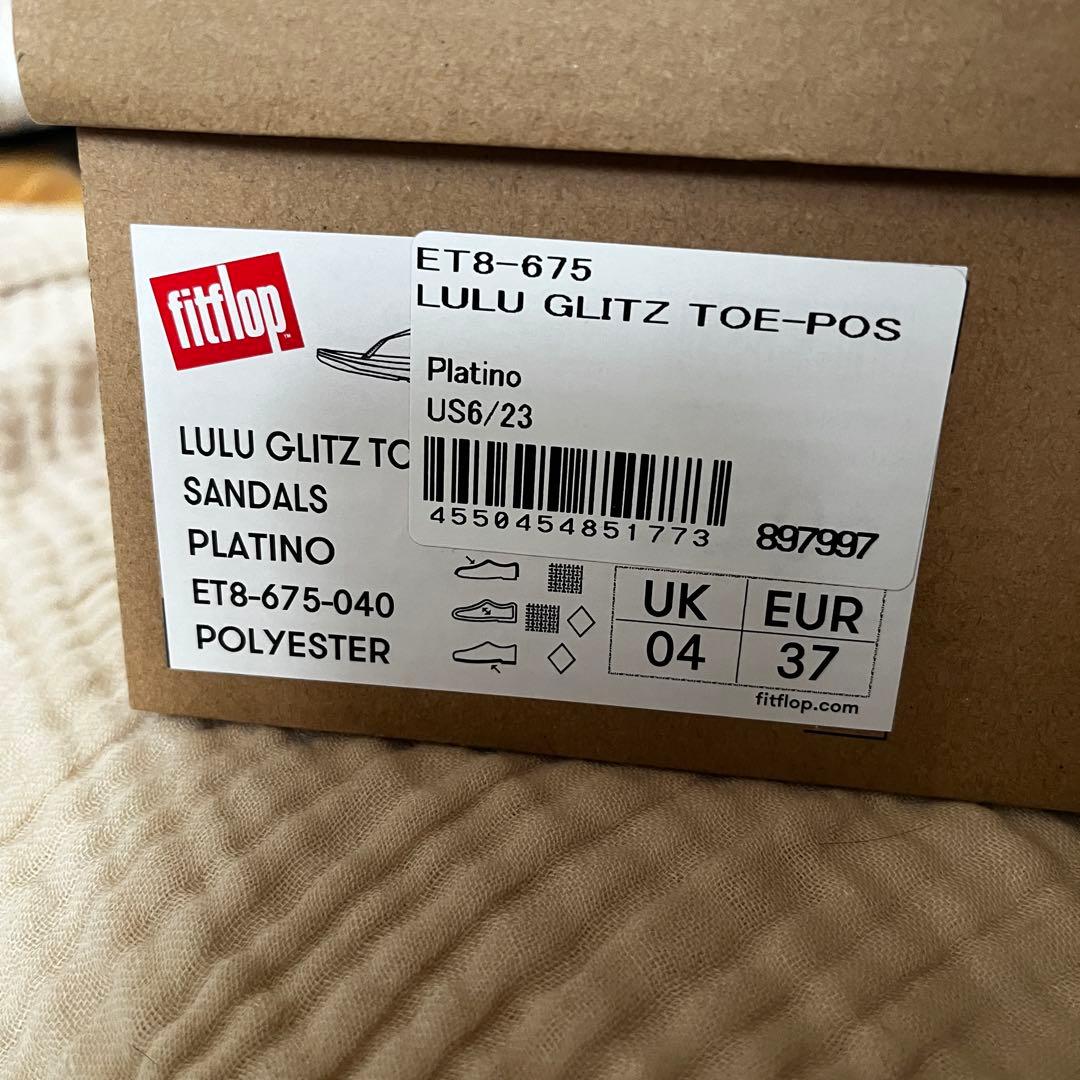 fitflop™
ET8-675
LULU GLITZ TOE-POS
Platino
US6/23
4550454851773
897997
LULU GLITZ TO
SANDALS
PLATINO
ET8-675-040
POLYESTER
UK EUR
04 37
fitflop.com